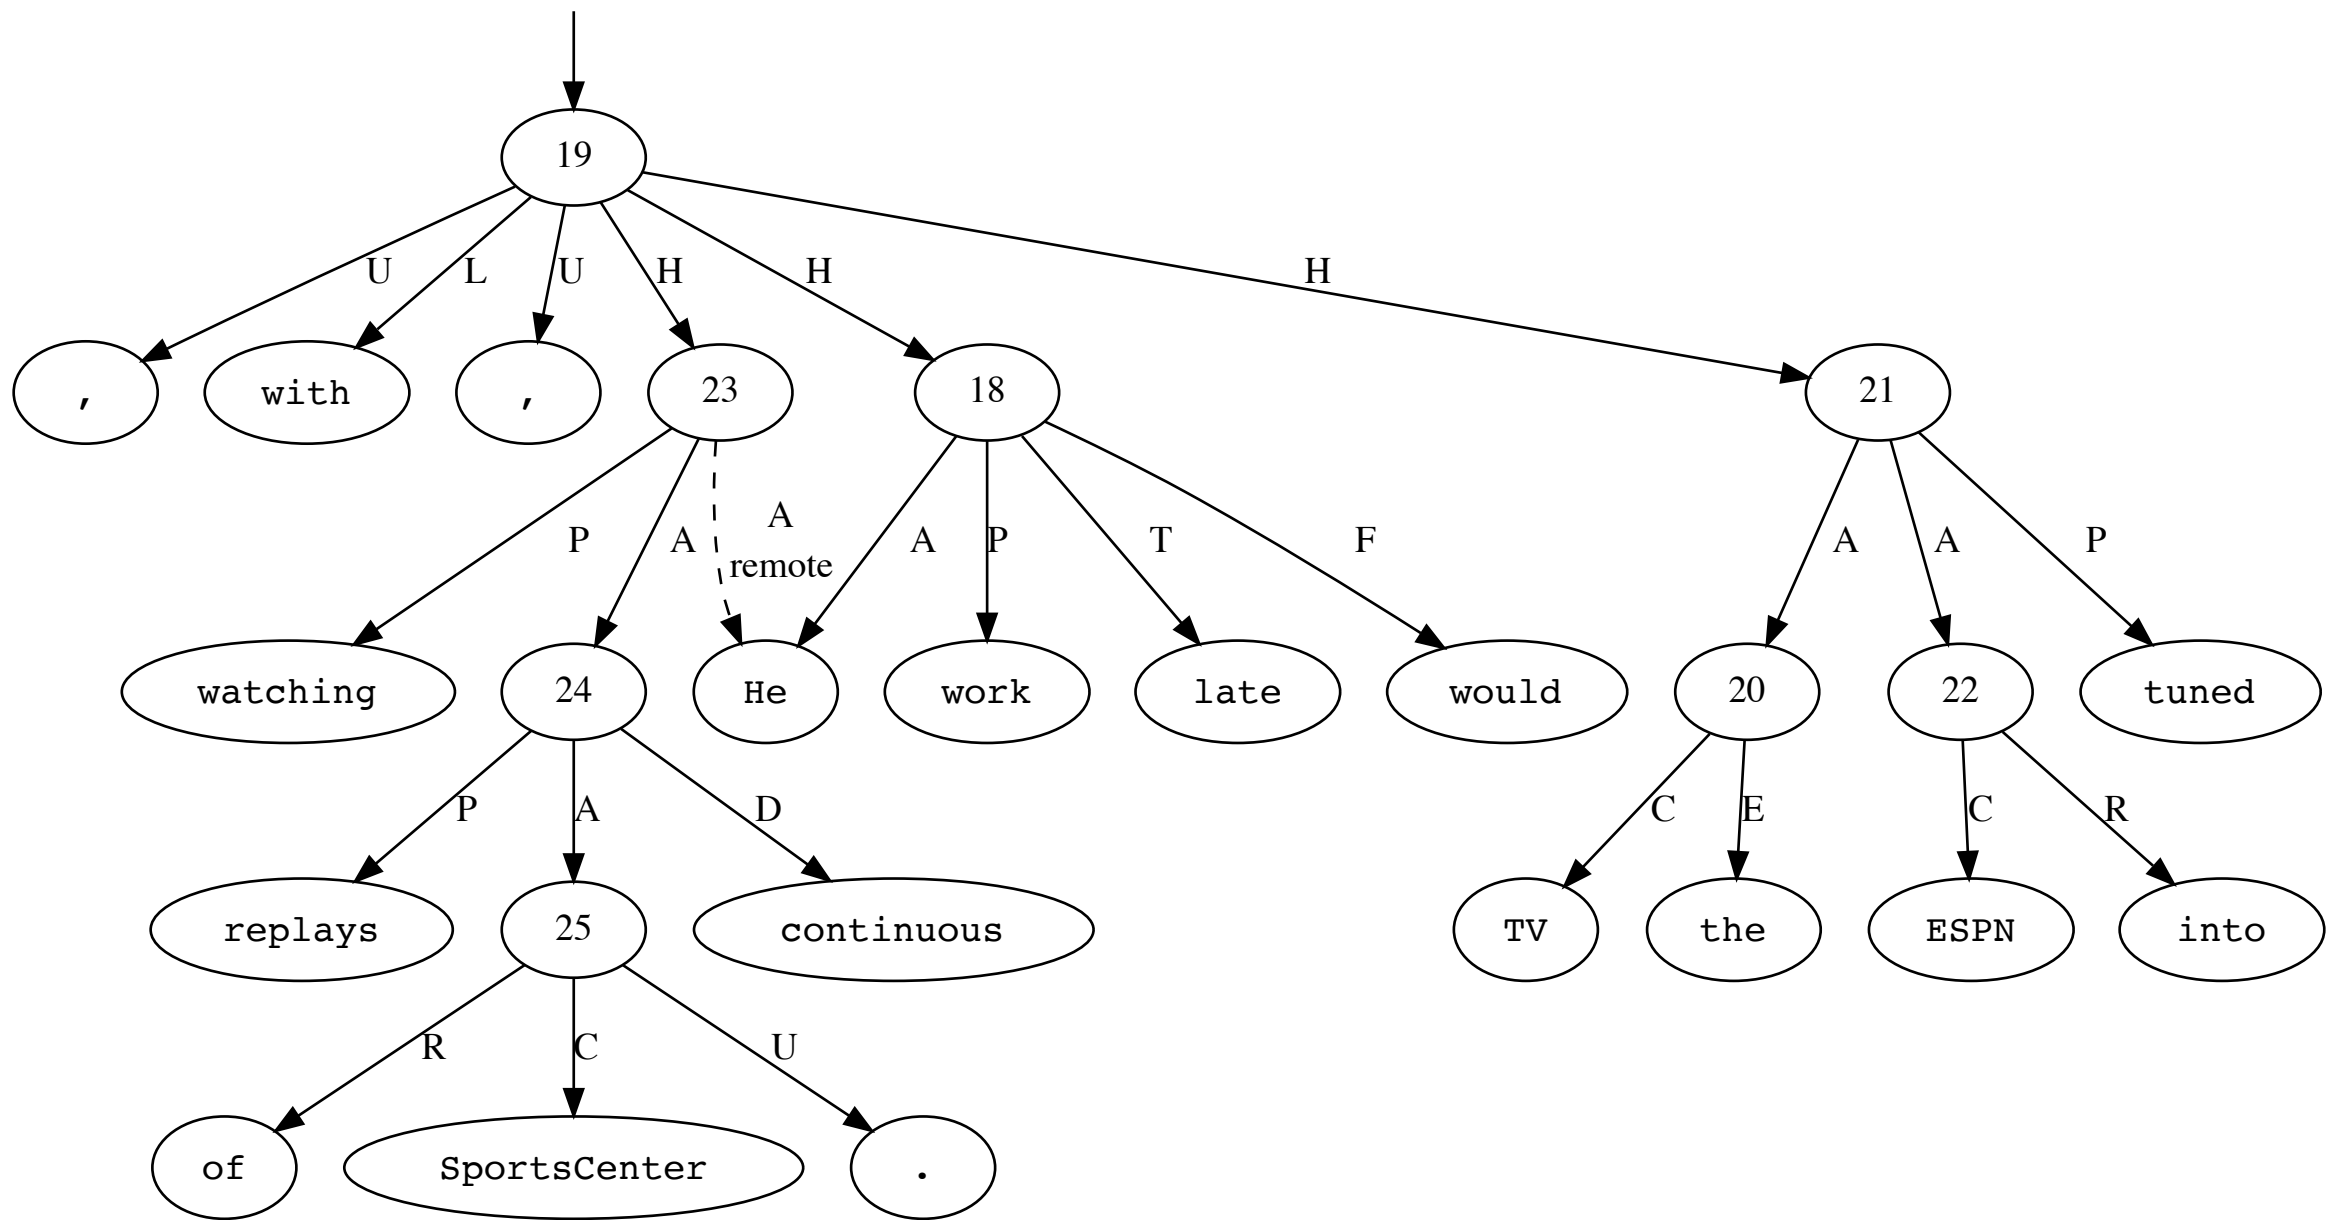 19
U L U H H H
, with , 23 18 21
A
P A A P T F A A P
remote
watching 24 He work late would 20 22 tuned
P A D C E C R
replays 25 continuous TV the ESPN into
R C U
of SportsCenter .